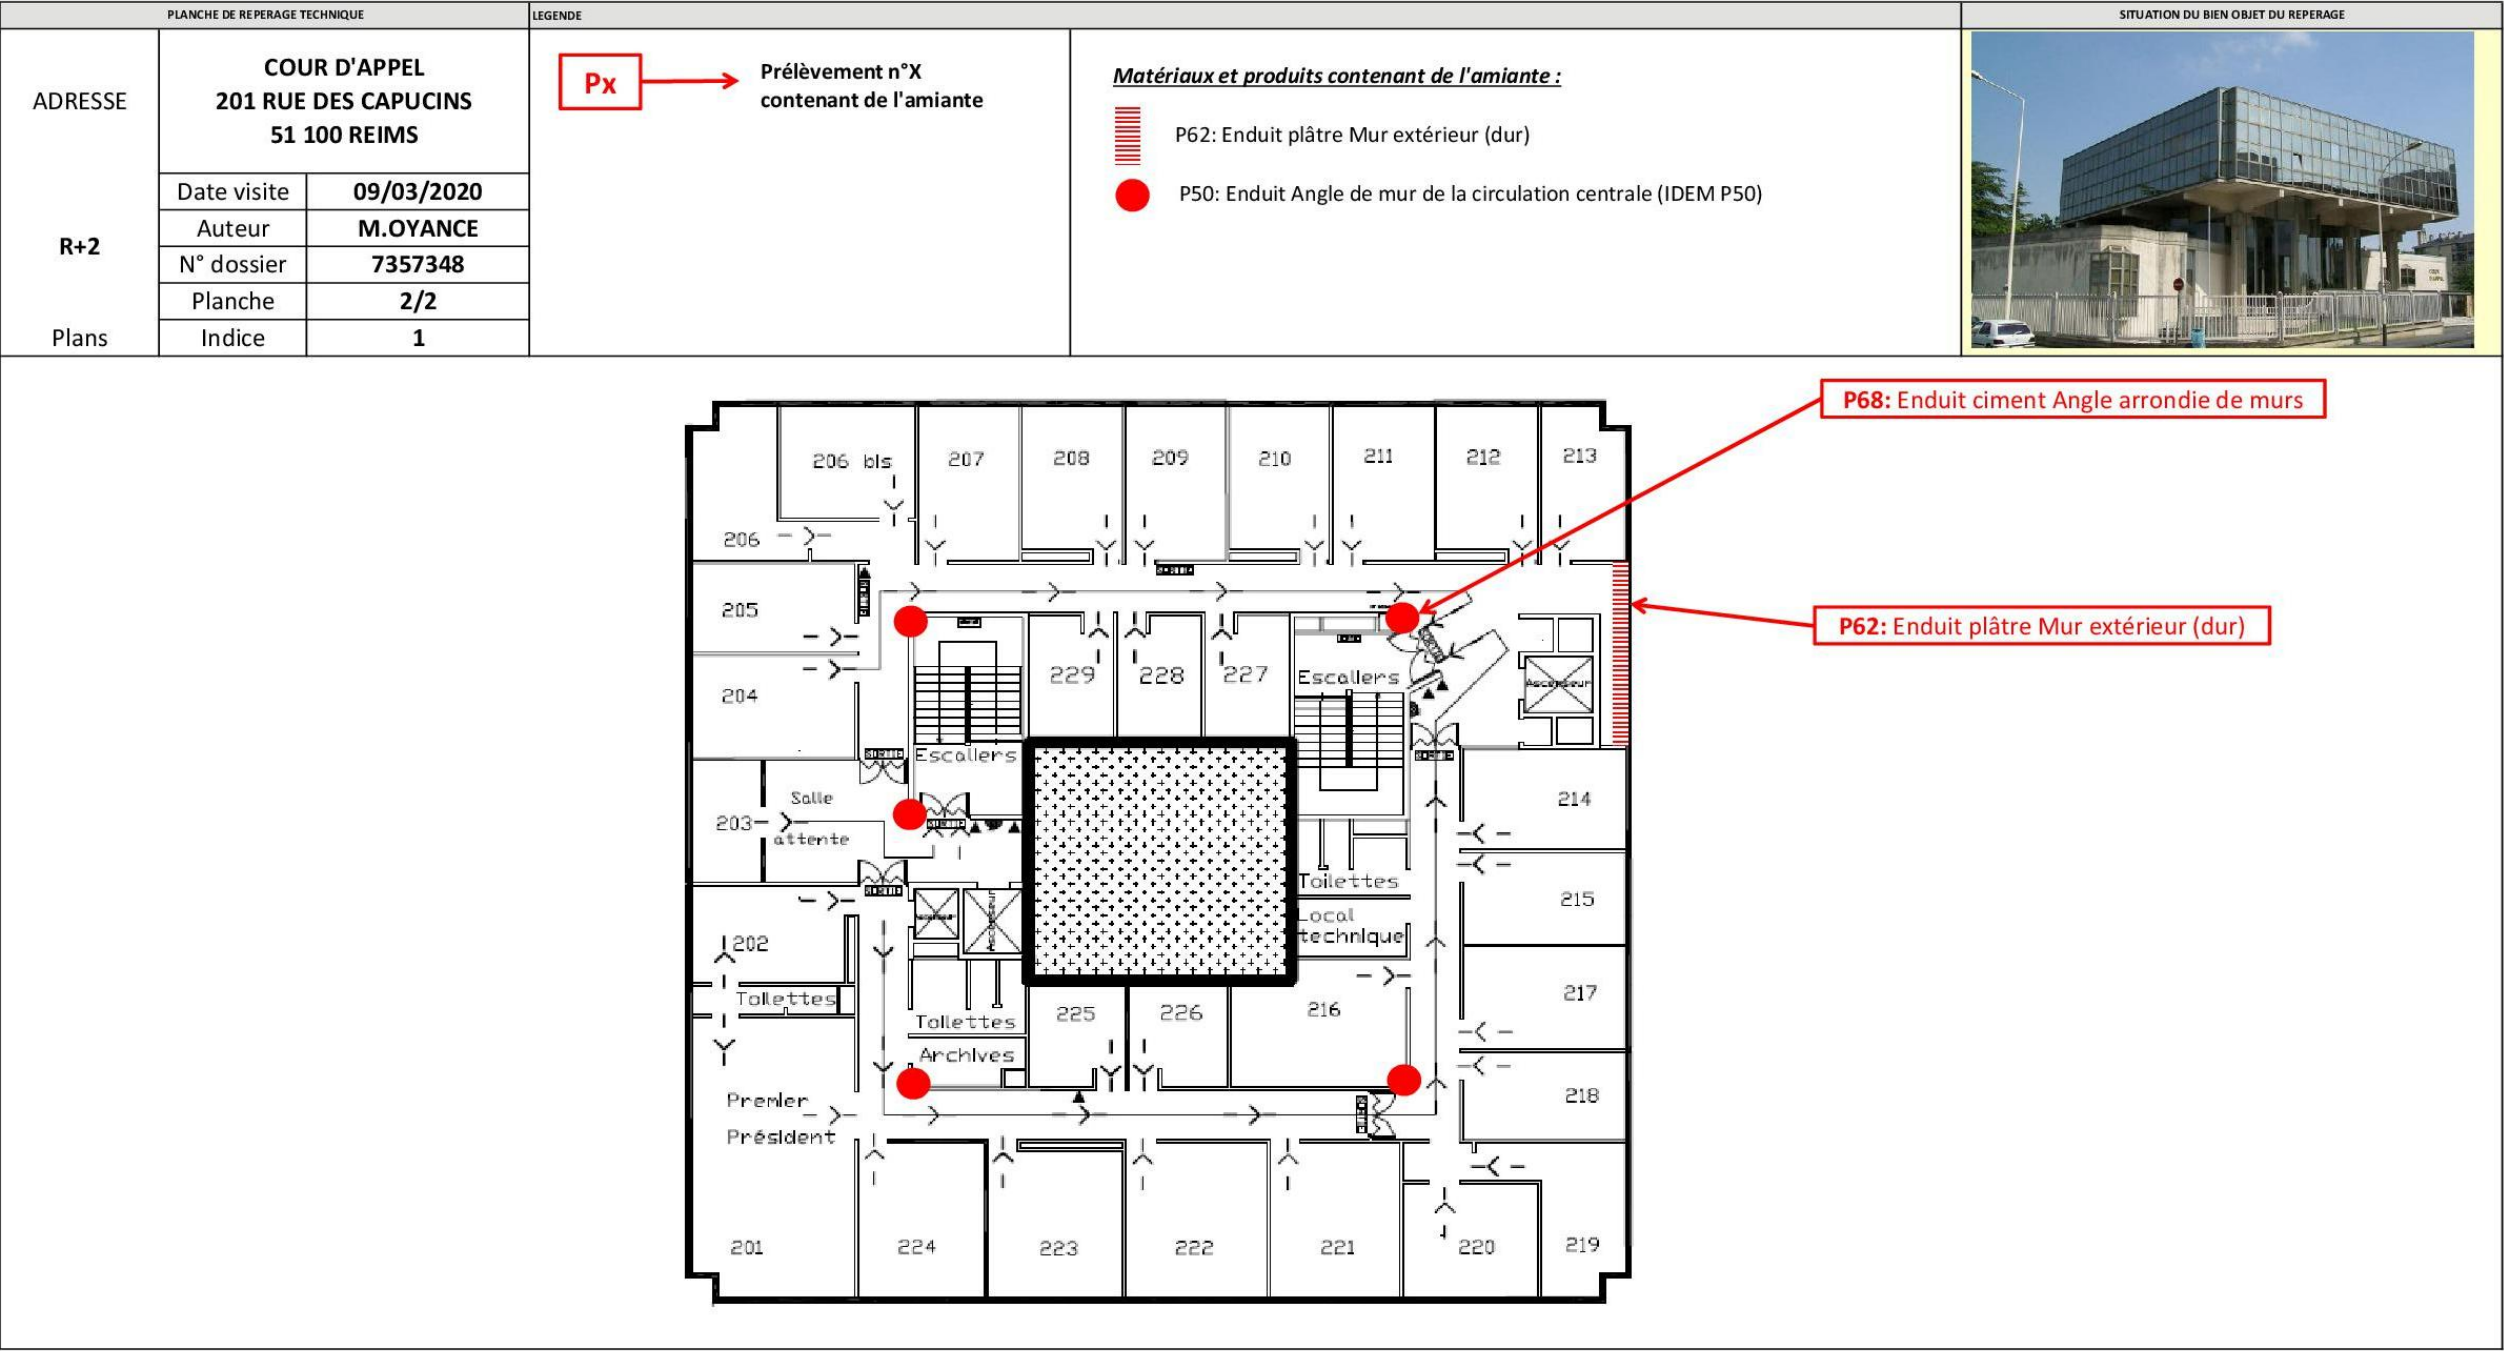 PLANCHE DE REPERAGE TECHNIQUE
LEGENDE
SITUATION DU BIEN OBJET DU REPERAGE
ADRESSE
COUR D'APPEL
201 RUE DES CAPUCINS
51 100 REIMS
R+2
Date visite 09/03/2020
Auteur M.OYANCE
N° dossier 7357348
Planche 2/2
Plans
Indice 1
Px
Prélèvement n°X
contenant de l'amiante
Matériaux et produits contenant de l'amiante :
P62: Enduit plâtre Mur extérieur (dur)
P50: Enduit Angle de mur de la circulation centrale (IDEM P50)
P68: Enduit ciment Angle arrondie de murs
P62: Enduit plâtre Mur extérieur (dur)
206 bis
207
208
209
210
211
212
213
206
SORTIE
205
204
229
228
227
Escaliers
Ascenseur
SORTIE
Escaliers
SORTIE
Salle
attente
203
SORTIE
214
SORTIE
Toilettes
215
Local
technique
202
Ascenseur
Toilettes
217
Toilettes
225
226
216
Archives
218
Premier
Président
201
224
223
222
221
220
219